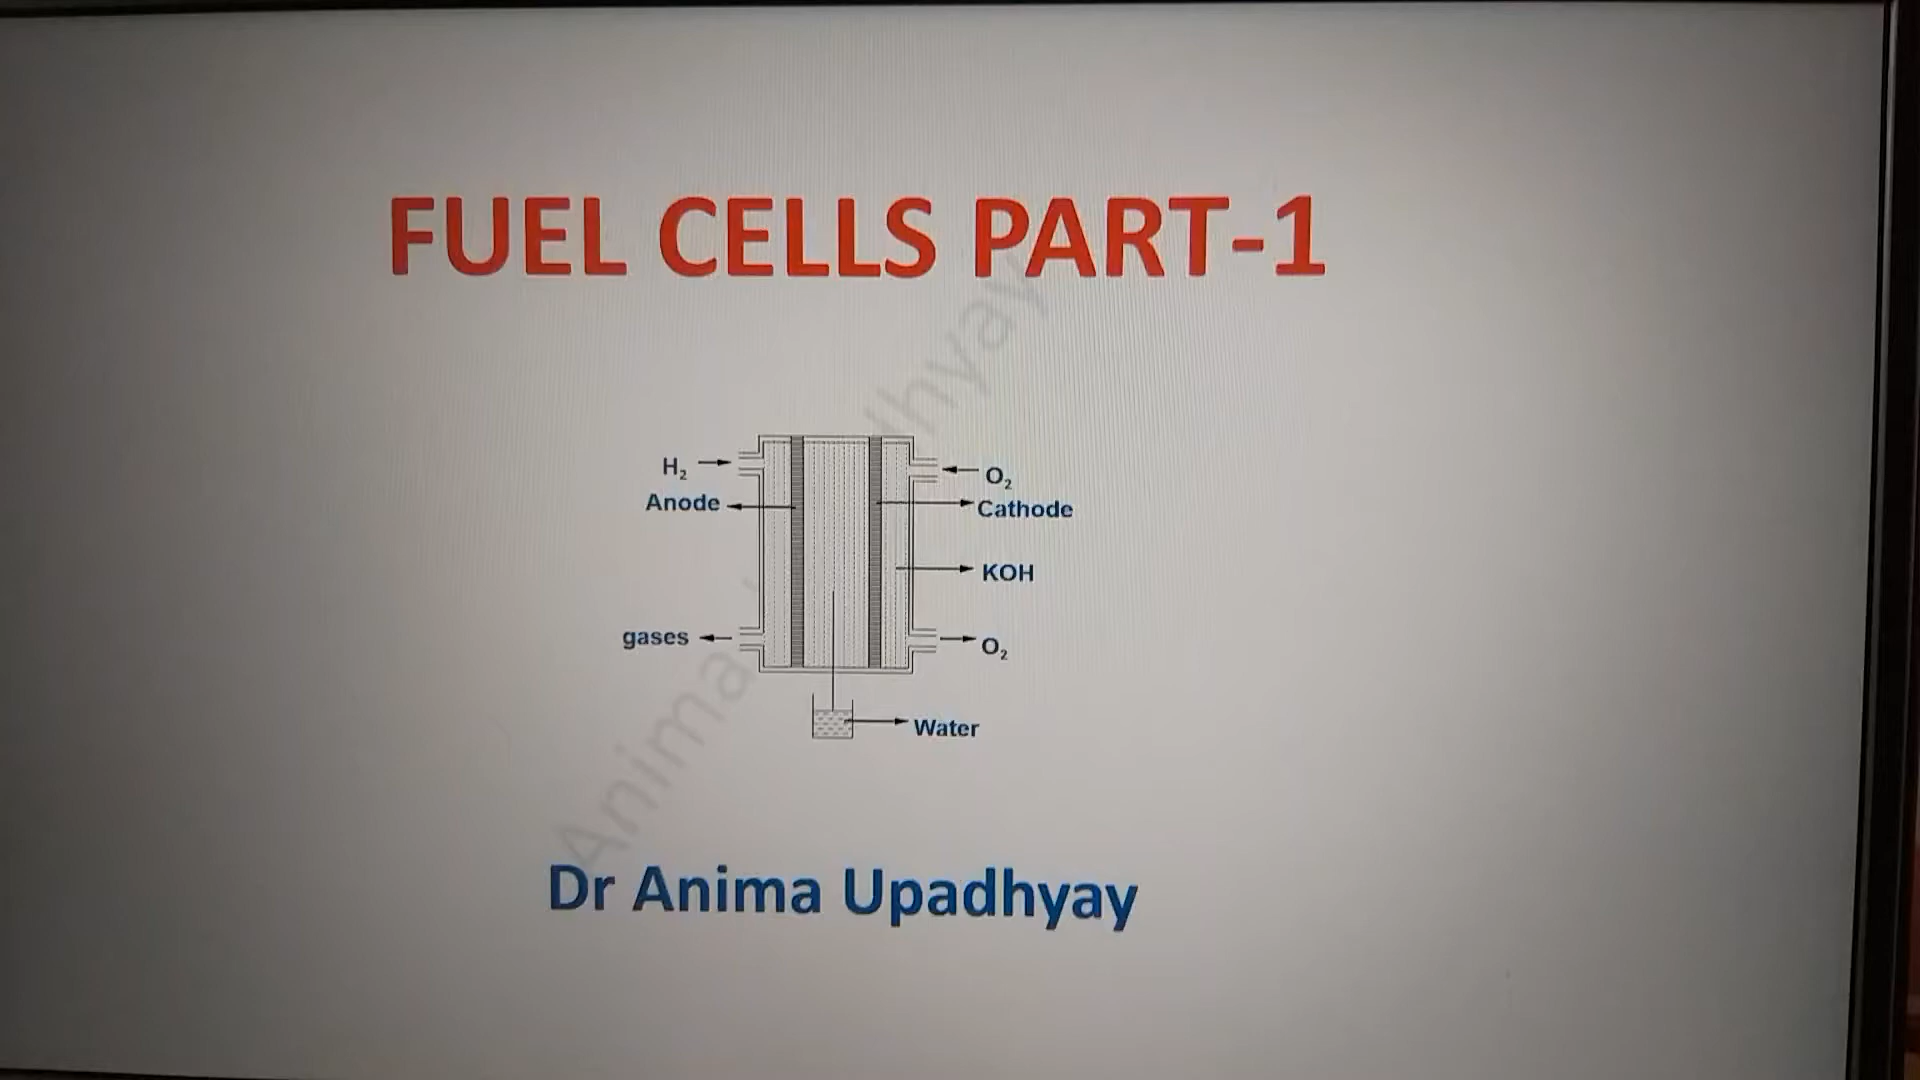 FUEL CELLS PART-1
H₂
O₂
Anode
Cathode
KOH
gases
O₂
Water
Dr Anima Upadhyay